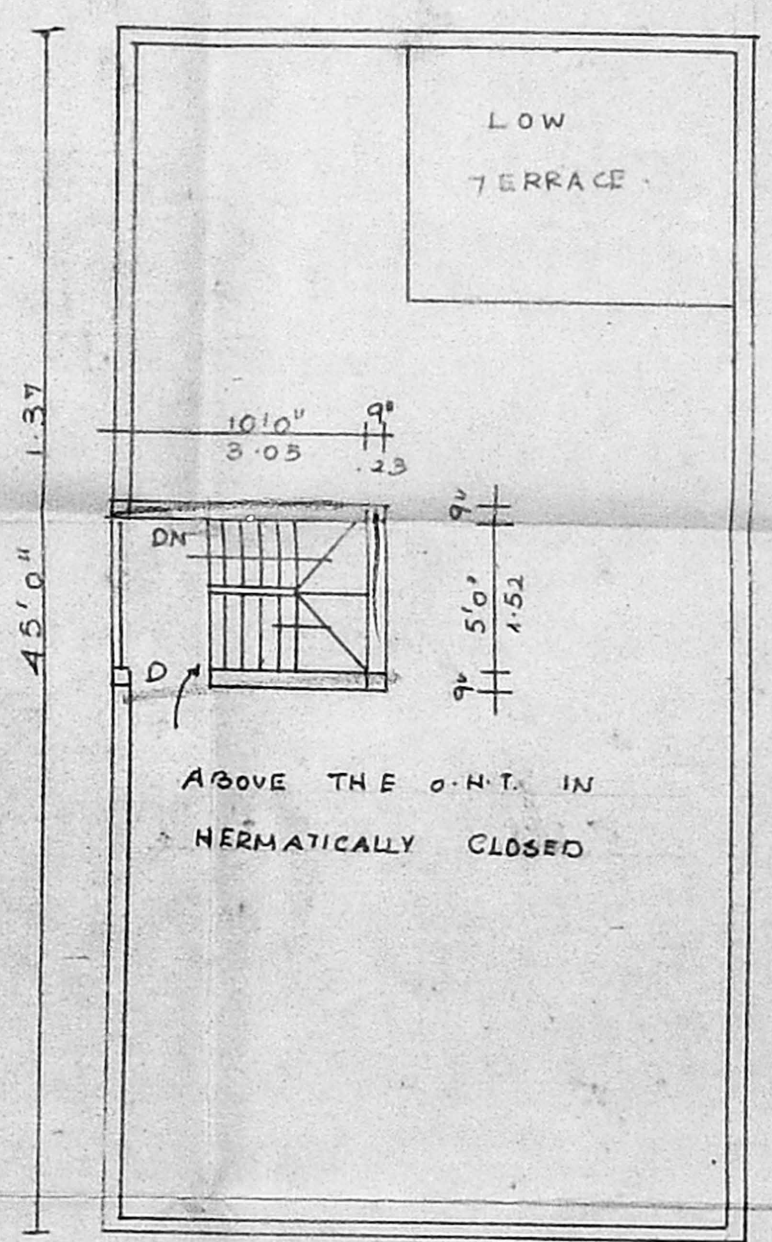 LOW
TERRACE
10'0" 9"
3.05 .23
45'0" 1.37
DN
9"
5'0"
1.52
9"
D
ABOVE THE O.H.T. IN
HERMATICALLY CLOSED